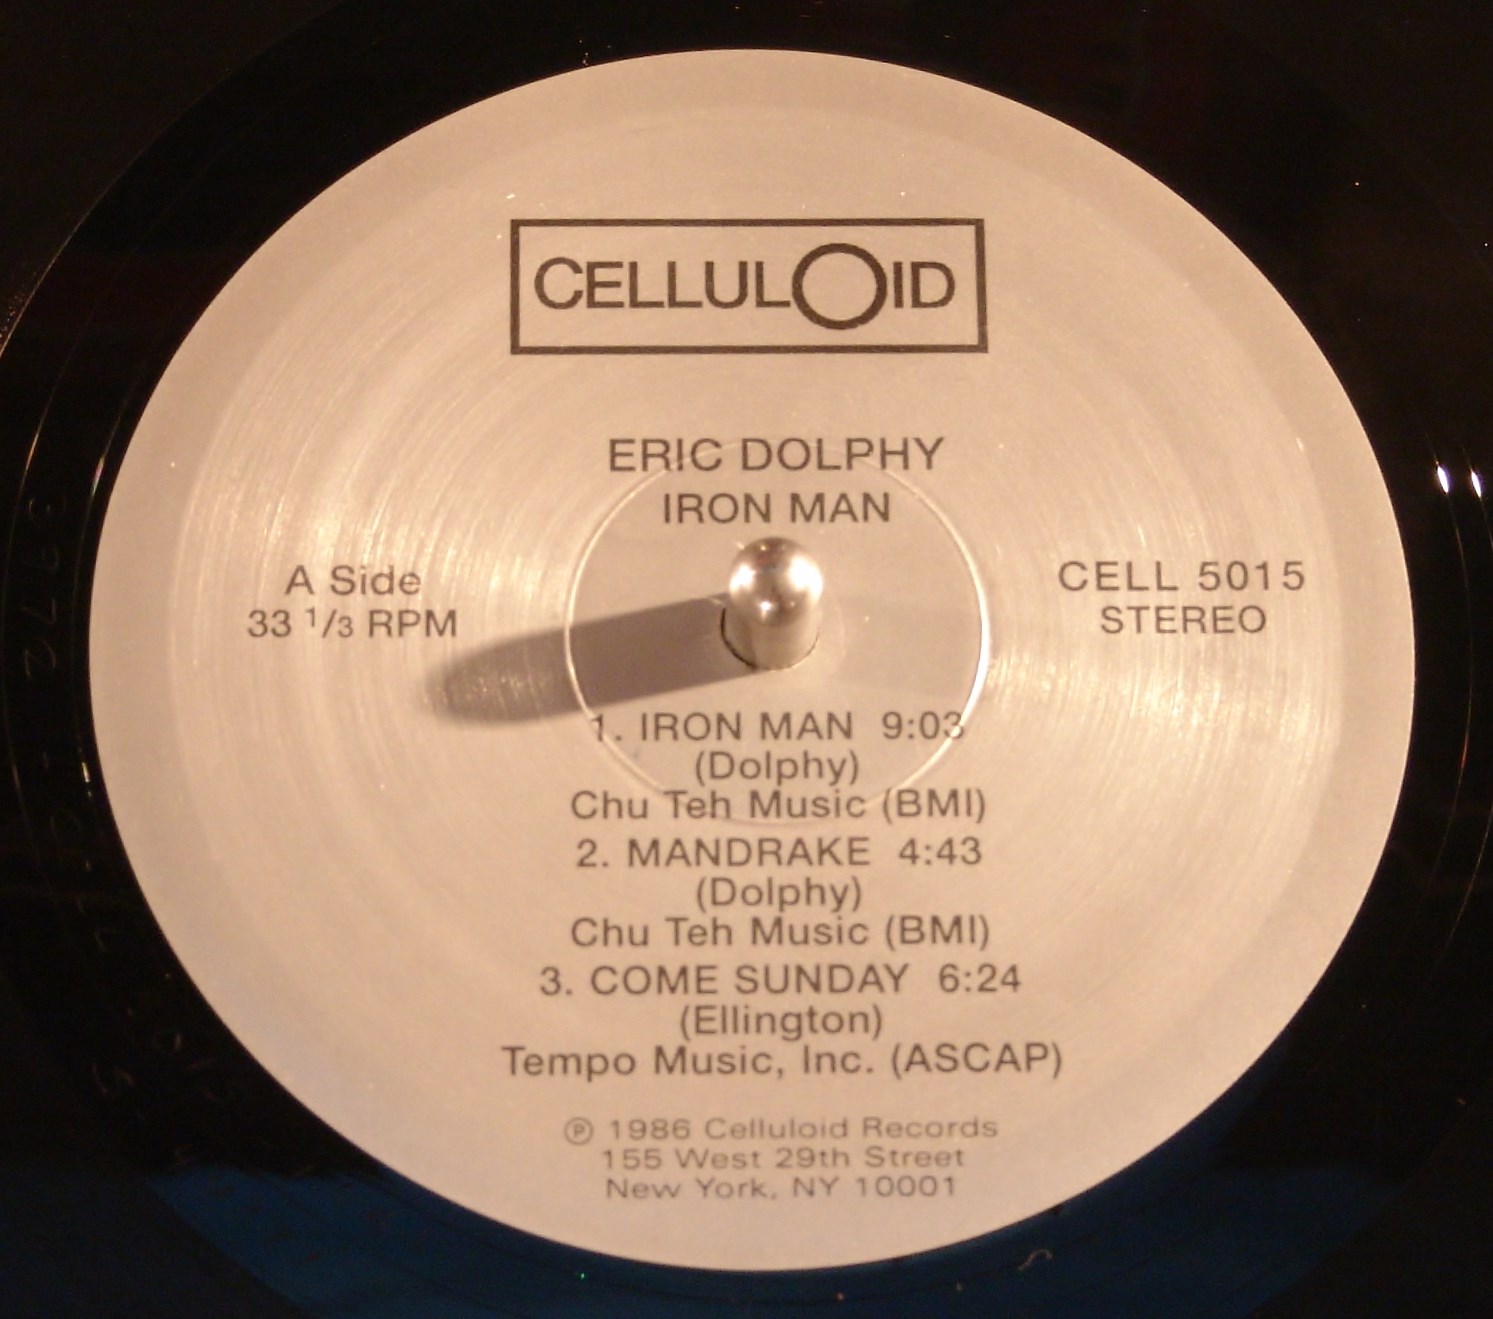 CELLULOID
ERIC DOLPHY
IRON MAN
A Side
33 1/3 RPM
CELL 5015
STEREO
1. IRON MAN 9:03
(Dolphy)
Chu Teh Music (BMI)
2. MANDRAKE 4:43
(Dolphy)
Chu Teh Music (BMI)
3. COME SUNDAY 6:24
(Ellington)
Tempo Music, Inc. (ASCAP)
℗ 1986 Celluloid Records
155 West 29th Street
New York, NY 10001